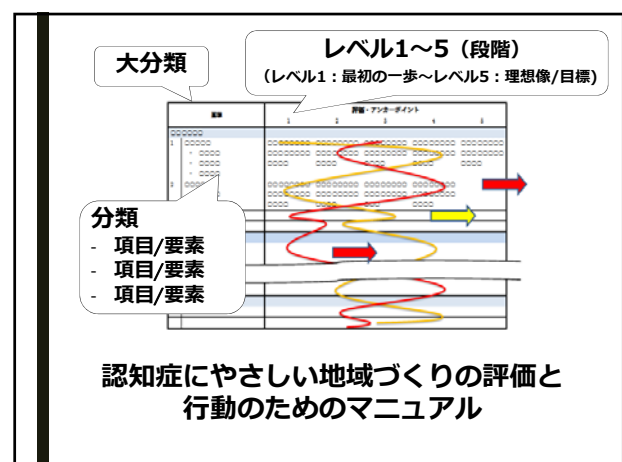 大分類
レベル1～5（段階）
（レベル1：最初の一歩～レベル5：理想像/目標)
評価・アンカーポイント
1 2 3 4 5
1
2
分類
- 項目/要素
- 項目/要素
- 項目/要素
認知症にやさしい地域づくりの評価と
行動のためのマニュアル